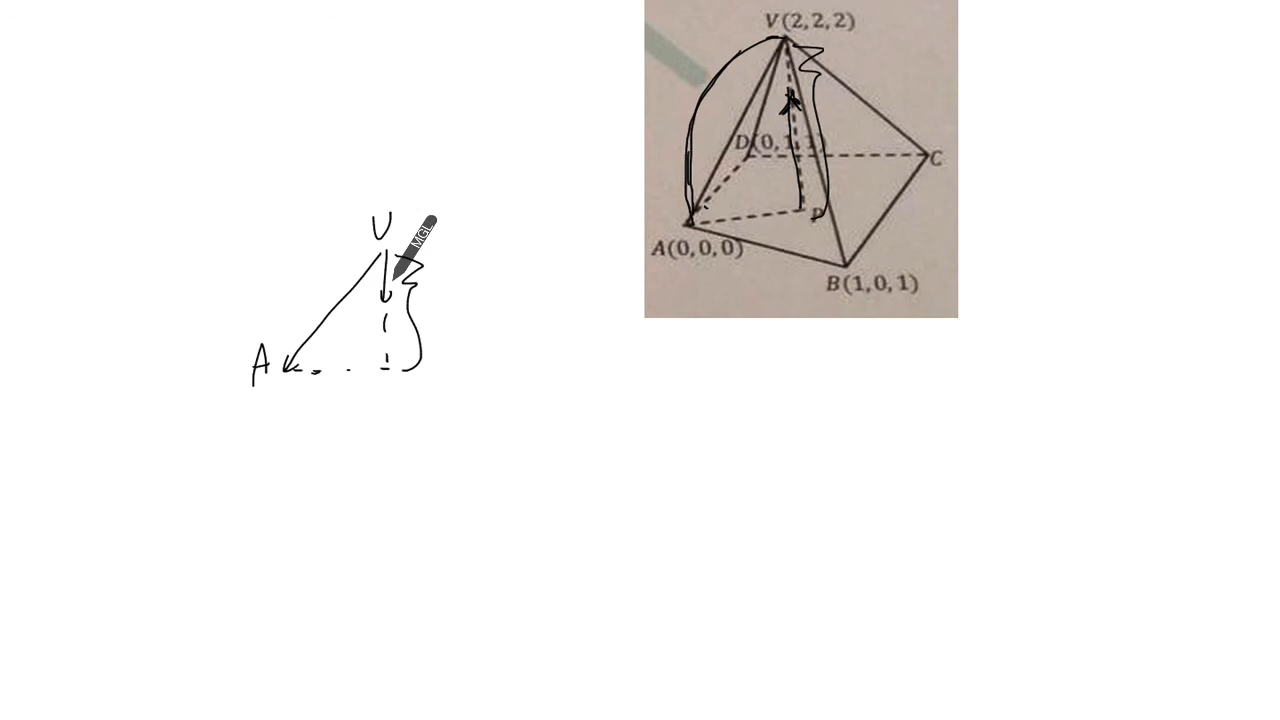 V(2,2,2)
D(0,1,1)
C
P
A(0,0,0)
B(1,0,1)
V
MGL
A